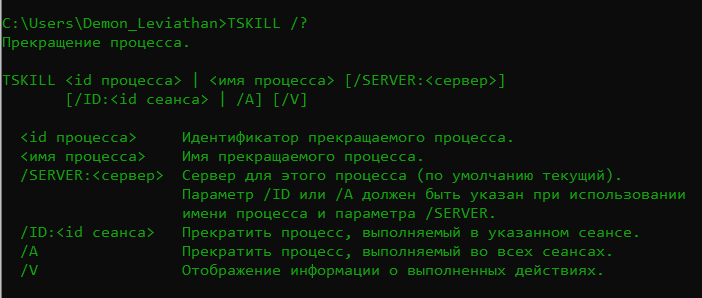 C:\Users\Demon_Leviathan>TSKILL /?
Прекращение процесса.
TSKILL <id процесса> | <имя процесса> [/SERVER:<сервер>]
[/ID:<id сеанса> | /A] [/V]
<id процесса> Идентификатор прекращаемого процесса.
<имя процесса> Имя прекращаемого процесса.
/SERVER:<сервер> Сервер для этого процесса (по умолчанию текущий).
Параметр /ID или /A должен быть указан при использовании
имени процесса и параметра /SERVER.
/ID:<id сеанса> Прекратить процесс, выполняемый в указанном сеансе.
/A Прекратить процесс, выполняемый во всех сеансах.
/V Отображение информации о выполненных действиях.